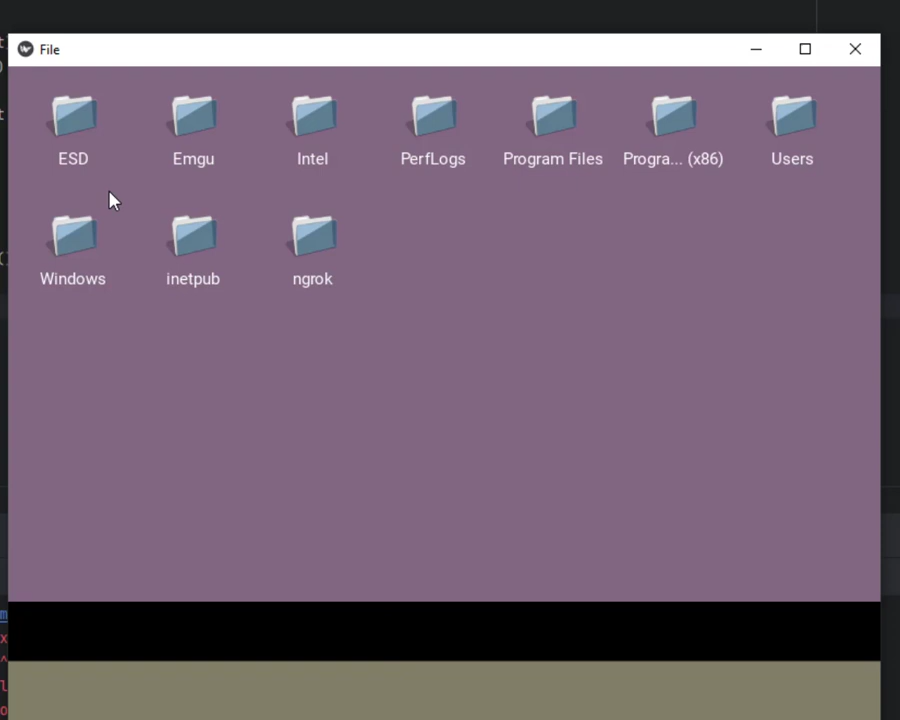 File
ESD Emgu Intel PerfLogs Program Files Progra... (x86) Users
Windows inetpub ngrok